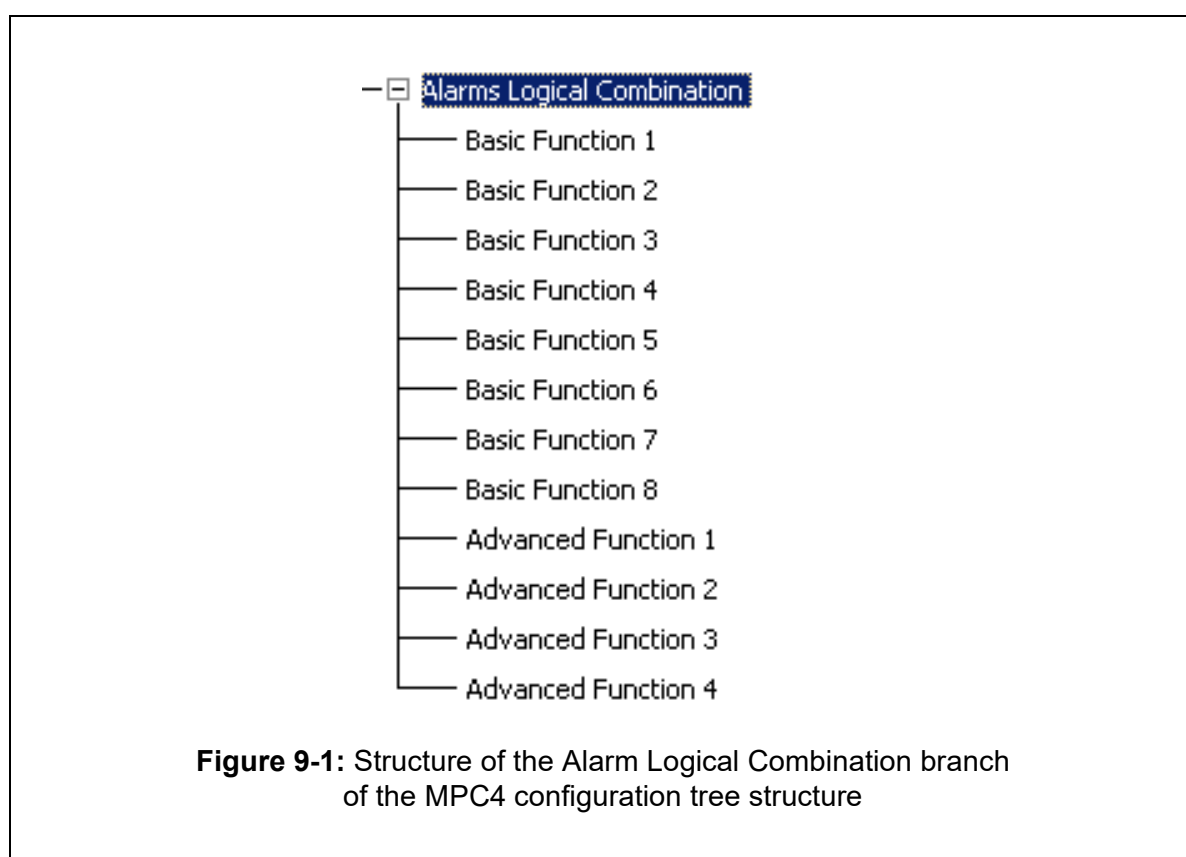 Alarms Logical Combination
Basic Function 1
Basic Function 2
Basic Function 3
Basic Function 4
Basic Function 5
Basic Function 6
Basic Function 7
Basic Function 8
Advanced Function 1
Advanced Function 2
Advanced Function 3
Advanced Function 4
Figure 9-1: Structure of the Alarm Logical Combination branch
of the MPC4 configuration tree structure